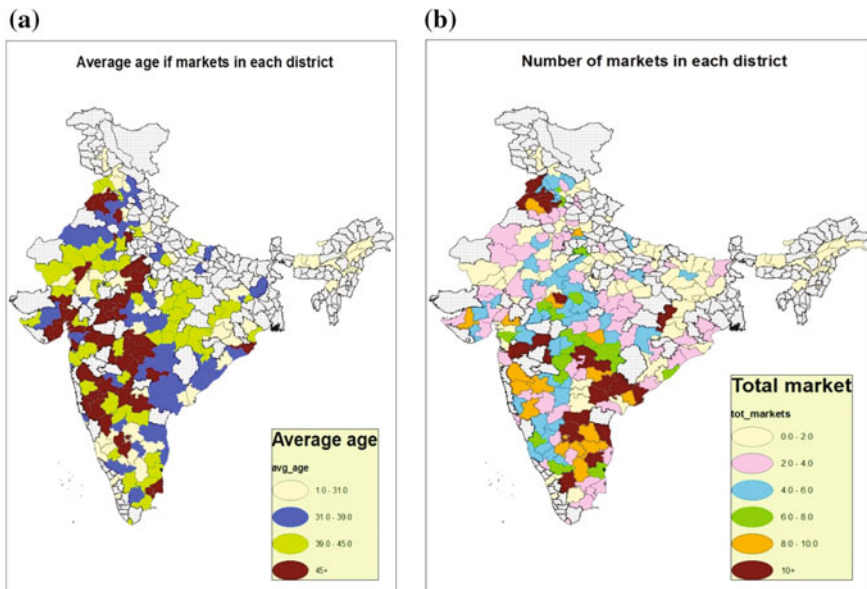 (a)
Average age if markets in each district
Average age
avg_age
1.0 - 31.0
31.0 - 39.0
39.0 - 45.0
45+
(b)
Number of markets in each district
Total market
tot_markets
0.0 - 2.0
2.0 - 4.0
4.0 - 6.0
6.0 - 8.0
8.0 - 10.0
10+